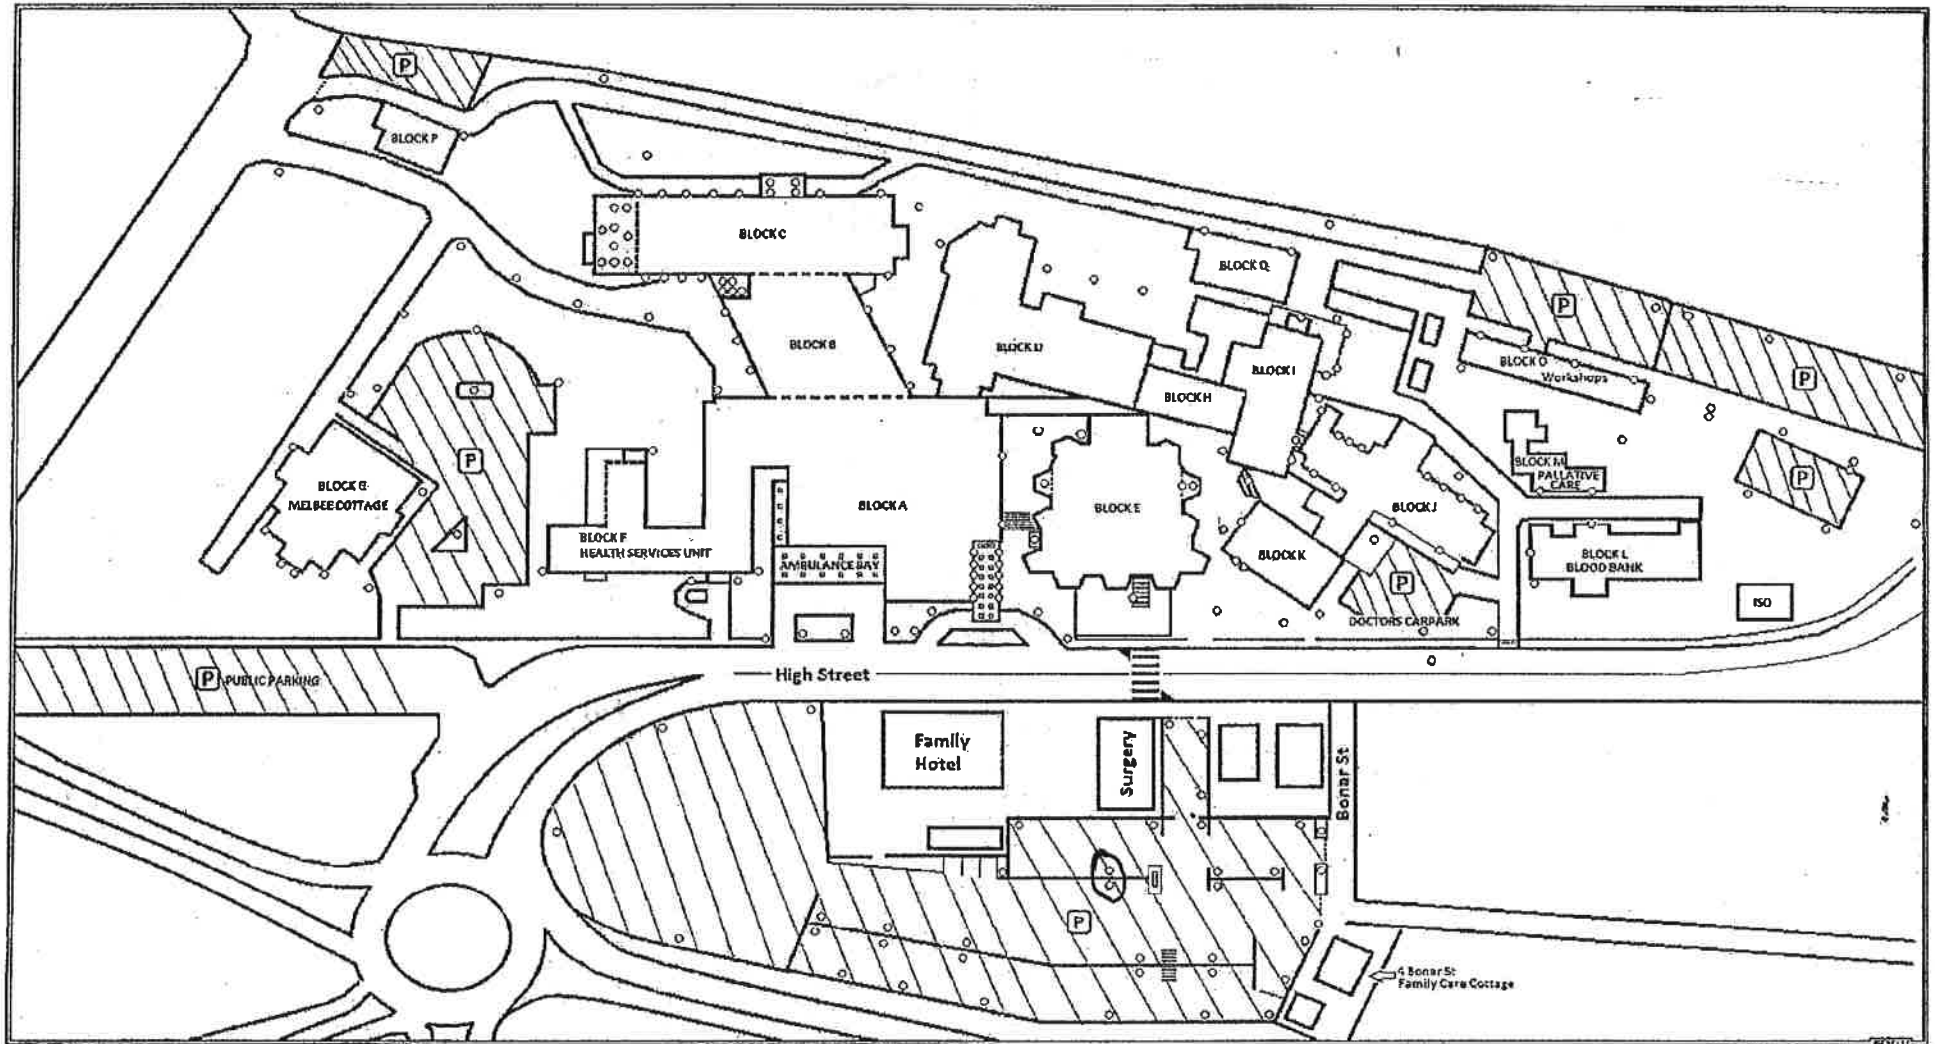 P
BLOCK P
BLOCK C
BLOCK Q
BLOCK B
BLOCK D
BLOCK I
P
BLOCK O
Workshops
P
BLOCK H
P
BLOCK G
MELBEE COTTAGE
BLOCK A
BLOCK E
BLOCK J
BLOCK M
PALLATIVE
CARE
P
BLOCK F
HEALTH SERVICES UNIT
AMBULANCE BAY
BLOCK K
BLOCK L
BLOOD BANK
P
ISO
DOCTORS CARPARK
P PUBLIC PARKING
High Street
Family
Hotel
Surgery
Bonar St
P
4 Bonar St
Family Care Cottage